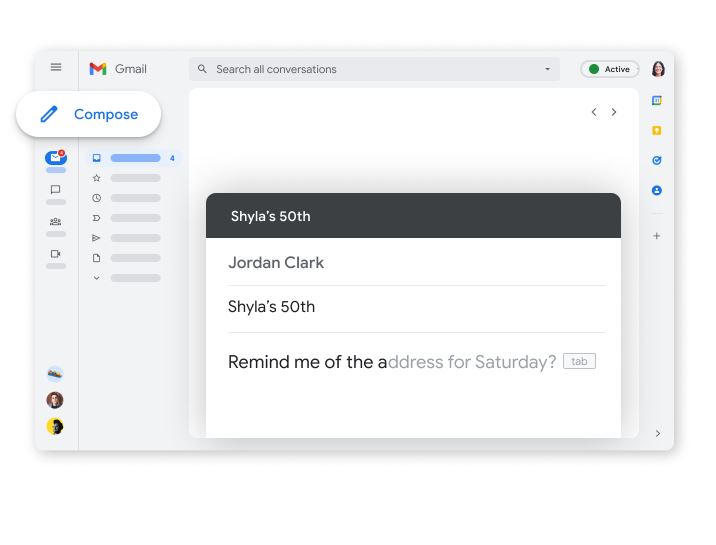 Gmail
Search all conversations
Active
Compose
4
Shyla's 50th
Jordan Clark
Shyla's 50th
Remind me of the address for Saturday? tab